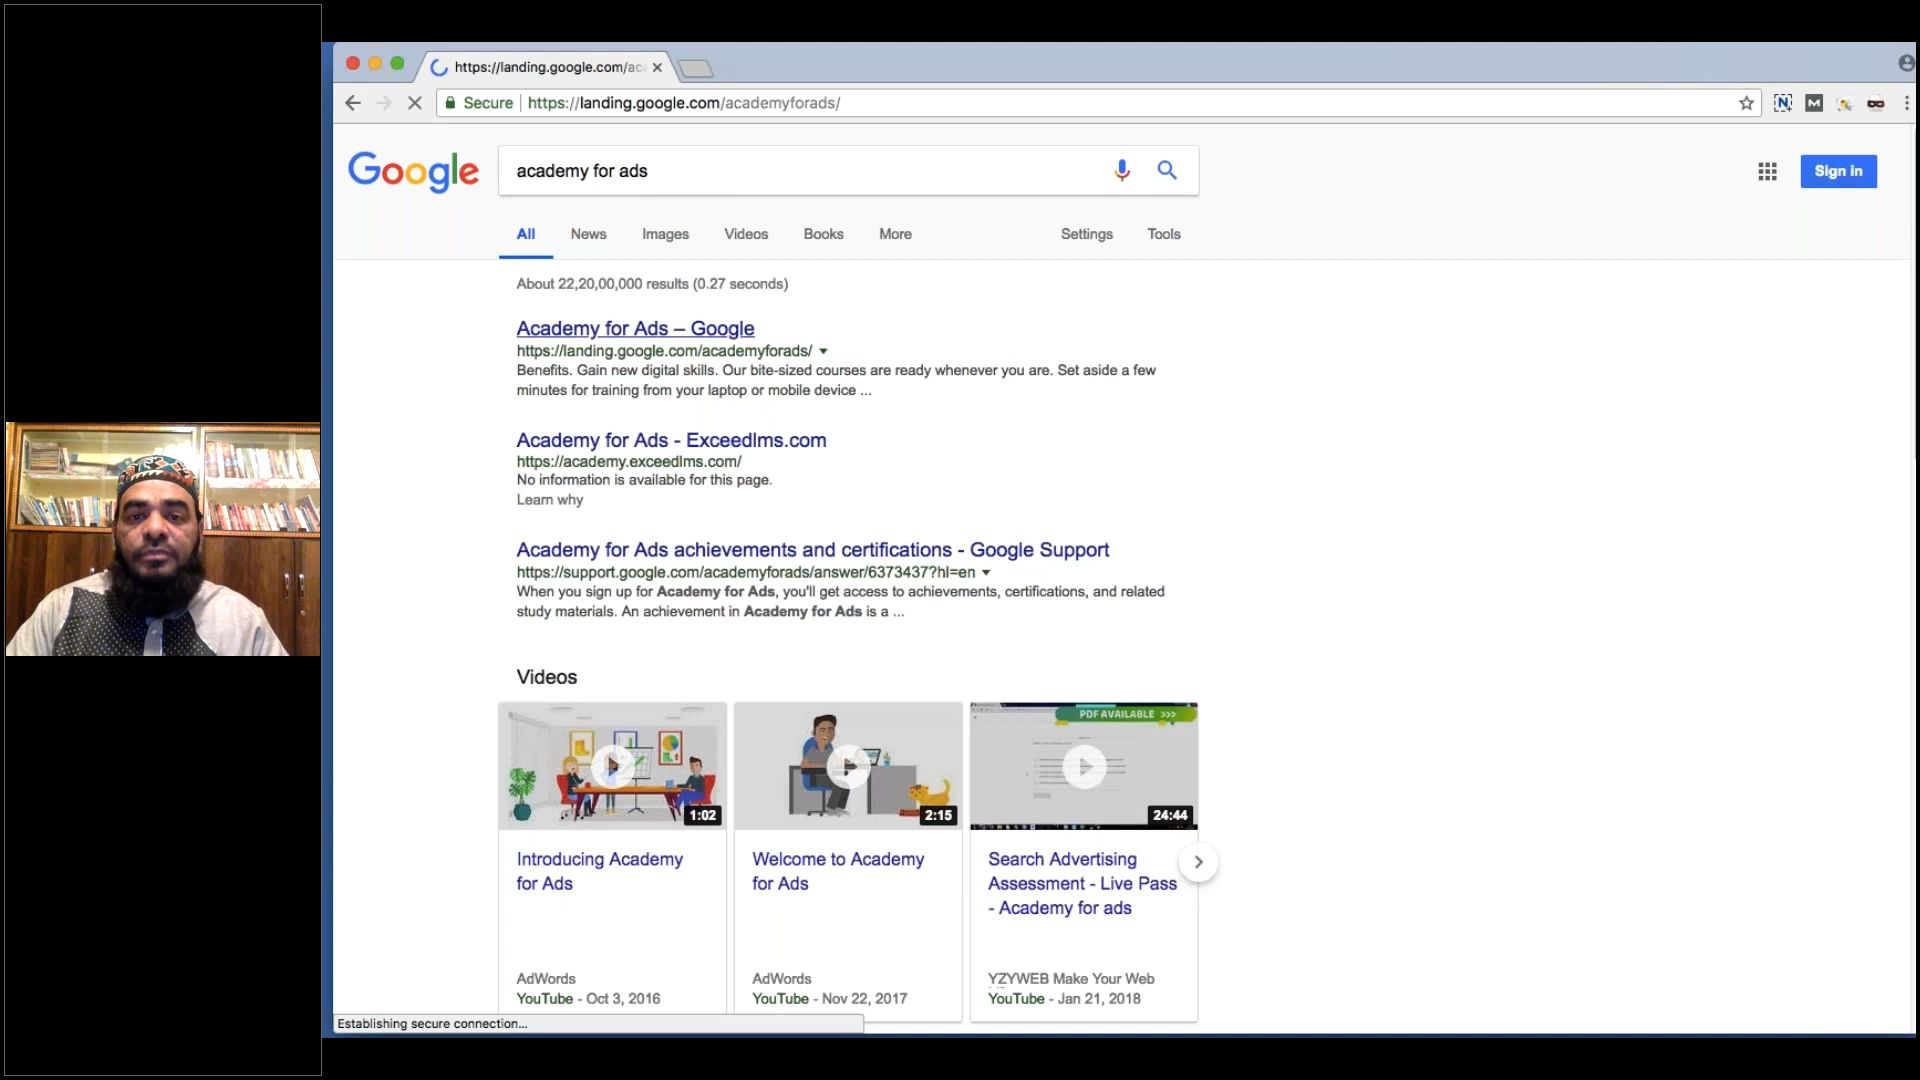 https://landing.google.com/aca
Secure
https://landing.google.com/academyforads/
Google
academy for ads
Sign in
All
News
Images
Videos
Books
More
Settings
Tools
About 22,20,00,000 results (0.27 seconds)
Academy for Ads – Google
https://landing.google.com/academyforads/
Benefits. Gain new digital skills. Our bite-sized courses are ready whenever you are. Set aside a few
minutes for training from your laptop or mobile device ...
Academy for Ads - Exceedlms.com
https://academy.exceedlms.com/
No information is available for this page.
Learn why
Academy for Ads achievements and certifications - Google Support
https://support.google.com/academyforads/answer/6373437?hl=en
When you sign up for Academy for Ads, you'll get access to achievements, certifications, and related
study materials. An achievement in Academy for Ads is a ...
Videos
1:02
Introducing Academy
for Ads
AdWords
YouTube - Oct 3, 2016
2:15
Welcome to Academy
for Ads
AdWords
YouTube - Nov 22, 2017
PDF AVAILABLE >>>
24:44
Search Advertising
Assessment - Live Pass
- Academy for ads
YZYWEB Make Your Web
YouTube - Jan 21, 2018
Establishing secure connection...